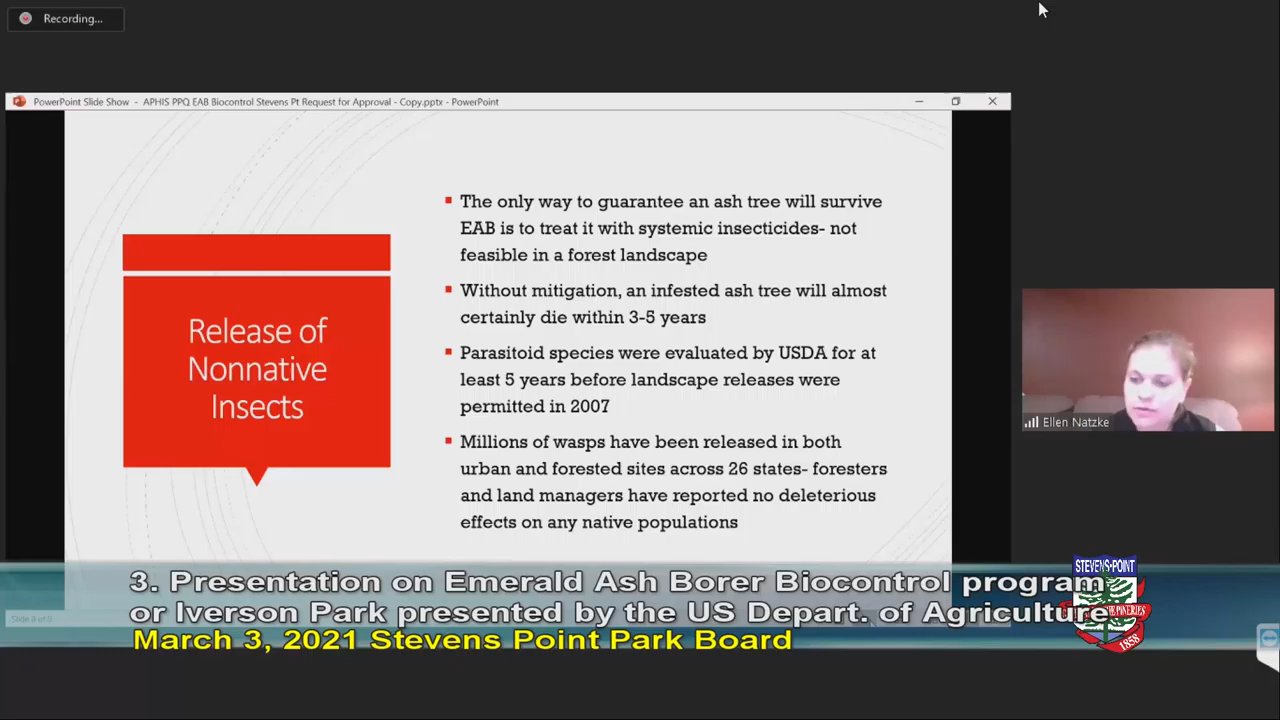 Recording...
PowerPoint Slide Show - APHIS PPQ EAB Biocontrol Stevens Pt Request for Approval - Copy.pptx - PowerPoint
Release of
Nonnative
Insects
The only way to guarantee an ash tree will survive
EAB is to treat it with systemic insecticides- not
feasible in a forest landscape
Without mitigation, an infested ash tree will almost
certainly die within 3-5 years
Parasitoid species were evaluated by USDA for at
least 5 years before landscape releases were
permitted in 2007
Millions of wasps have been released in both
urban and forested sites across 26 states- foresters
and land managers have reported no deleterious
effects on any native populations
Ellen Natzke
3. Presentation on Emerald Ash Borer Biocontrol program
or Iverson Park presented by the US Depart. of Agriculture
March 3, 2021 Stevens Point Park Board
STEVENS POINT
PINERIES
1858